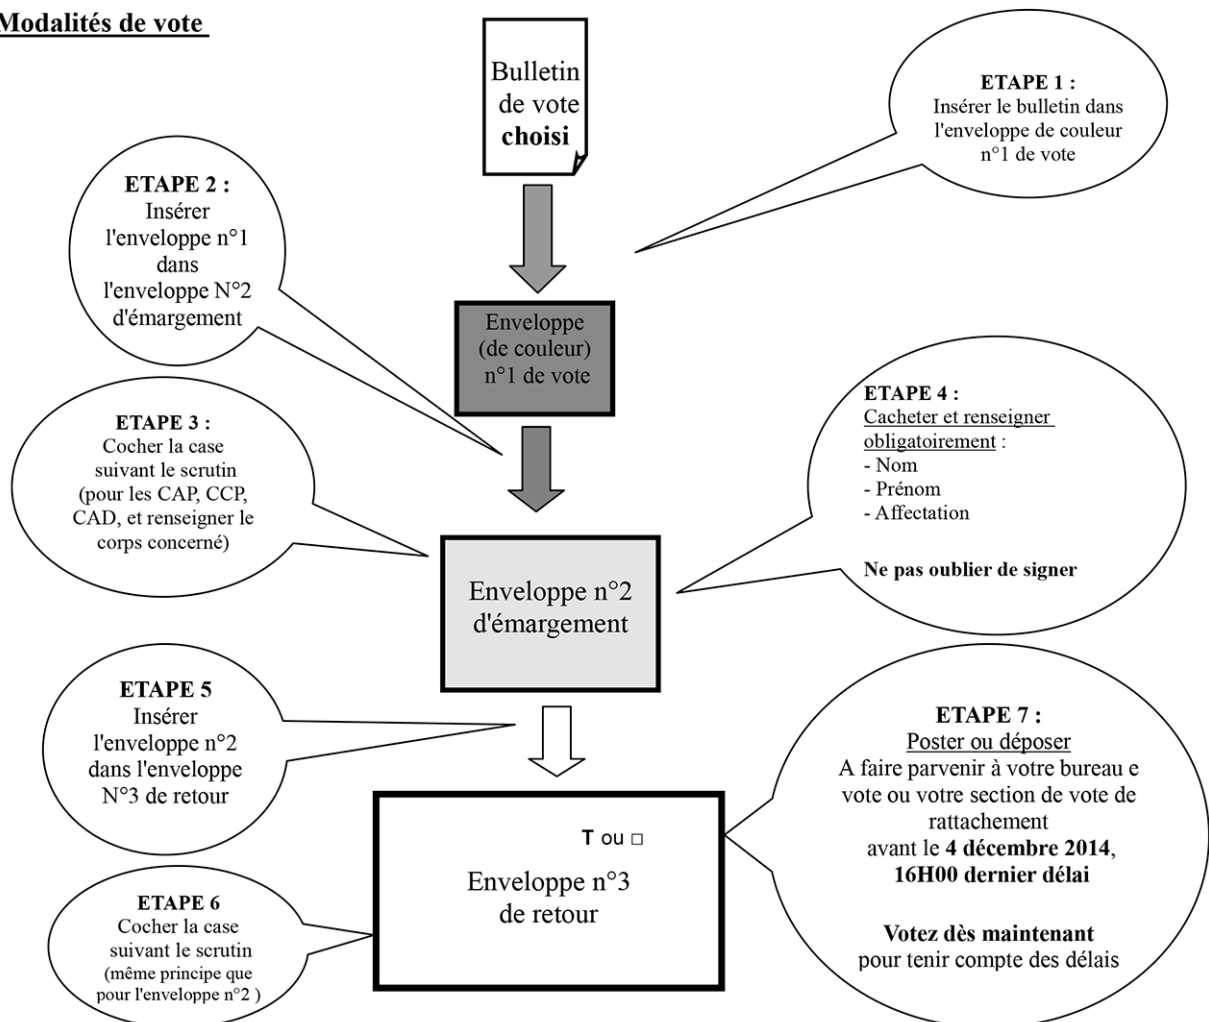 Modalités de vote
Bulletin
de vote
choisi
ETAPE 1 :
Insérer le bulletin dans
l'enveloppe de couleur
n°1 de vote
ETAPE 2 :
Insérer
l'enveloppe n°1
dans
l'enveloppe N°2
d'émargement
Enveloppe
(de couleur)
n°1 de vote
ETAPE 3 :
Cocher la case
suivant le scrutin
(pour les CAP, CCP,
CAD, et renseigner le
corps concerné)
ETAPE 4 :
Cacheter et renseigner
obligatoirement :
- Nom
- Prénom
- Affectation
Ne pas oublier de signer
Enveloppe n°2
d'émargement
ETAPE 5
Insérer
l'enveloppe n°2
dans l'enveloppe
N°3 de retour
ETAPE 7 :
Poster ou déposer
A faire parvenir à votre bureau e
vote ou votre section de vote de
rattachement
avant le 4 décembre 2014,
16H00 dernier délai
Votez dès maintenant
pour tenir compte des délais
T ou □
Enveloppe n°3
de retour
ETAPE 6
Cocher la case
suivant le scrutin
(même principe que
pour l'enveloppe n°2 )